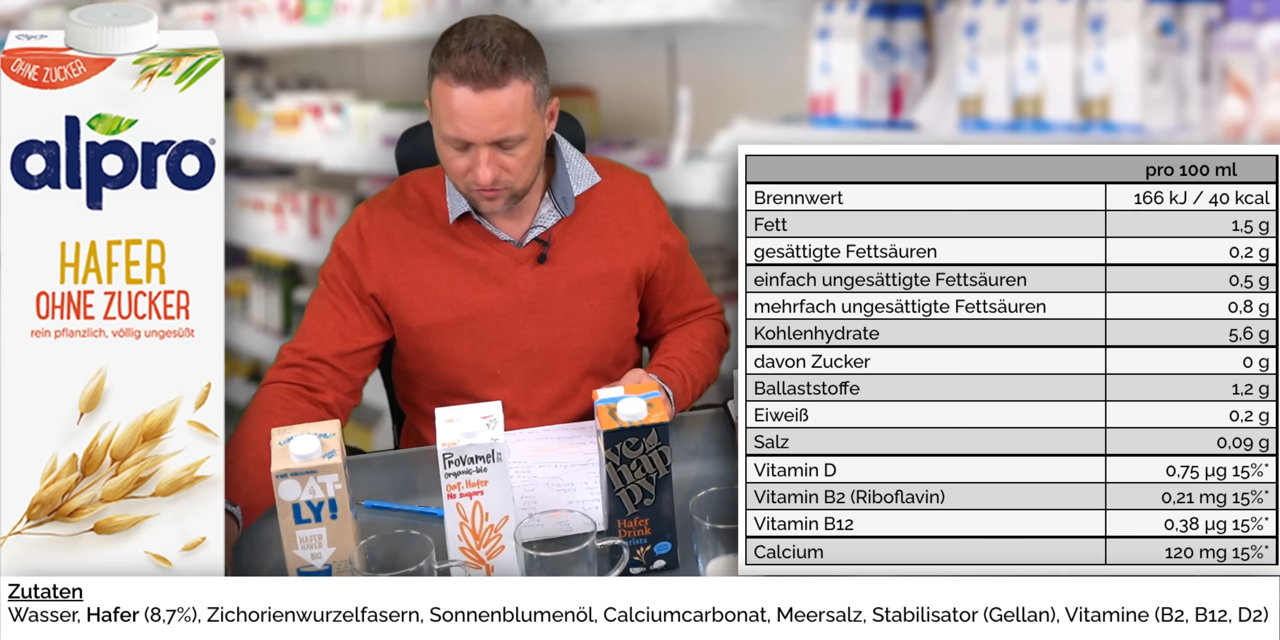 OHNE ZUCKER
alpro
HAFER
OHNE ZUCKER
rein pflanzlich, völlig ungesüßt
OAT-
LY!
HAFER
HAFER
BIO
Provamel
organic-bio
Oat, Hafer
No sugars
ve
hap
py
Hafer
Drink
pro 100 ml
Brennwert 166 kJ / 40 kcal
Fett 1,5 g
gesättigte Fettsäuren 0,2 g
einfach ungesättigte Fettsäuren 0,5 g
mehrfach ungesättigte Fettsäuren 0,8 g
Kohlenhydrate 5,6 g
davon Zucker 0 g
Ballaststoffe 1,2 g
Eiweiß 0,2 g
Salz 0,09 g
Vitamin D 0,75 µg 15%*
Vitamin B2 (Riboflavin) 0,21 mg 15%*
Vitamin B12 0,38 µg 15%*
Calcium 120 mg 15%*
Zutaten
Wasser, Hafer (8,7%), Zichorienwurzelfasern, Sonnenblumenöl, Calciumcarbonat, Meersalz, Stabilisator (Gellan), Vitamine (B2, B12, D2)